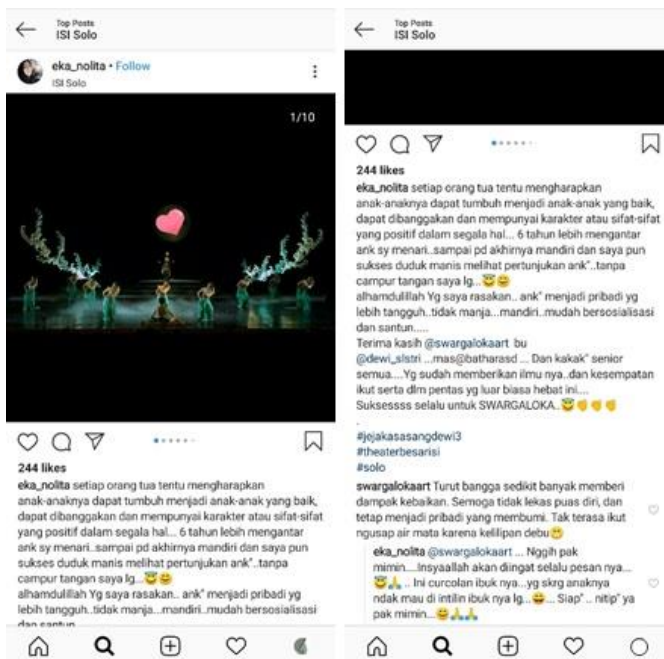 Top Posts
ISI Solo
eka_nolita • Follow
ISI Solo
1/10
244 likes
eka_nolita setiap orang tua tentu mengharapkan
anak-anaknya dapat tumbuh menjadi anak-anak yang baik,
dapat dibanggakan dan mempunyai karakter atau sifat-sifat
yang positif dalam segala hal... 6 tahun lebih mengantar
ank sy menari..sampai pd akhirnya mandiri dan saya pun
sukses duduk manis melihat pertunjukan ank"..tanpa
campur tangan saya lg...😇😄
alhamdulillah Yg saya rasakan.. ank" menjadi pribadi yg
lebih tangguh..tidak manja...mandiri..mudah bersosialisasi
dan santun
Top Posts
ISI Solo
244 likes
eka_nolita setiap orang tua tentu mengharapkan
anak-anaknya dapat tumbuh menjadi anak-anak yang baik,
dapat dibanggakan dan mempunyai karakter atau sifat-sifat
yang positif dalam segala hal... 6 tahun lebih mengantar
ank sy menari..sampai pd akhirnya mandiri dan saya pun
sukses duduk manis melihat pertunjukan ank"..tanpa
campur tangan saya lg...😇😄
alhamdulillah Yg saya rasakan.. ank" menjadi pribadi yg
lebih tangguh..tidak manja...mandiri..mudah bersosialisasi
dan santun.....
Terima kasih @swargalokaart bu
@dewi_slstri ...mas@batharasd ... Dan kakak" senior
semua....Yg sudah memberikan ilmu nya..dan kesempatan
ikut serta dlm pentas yg luar biasa hebat ini....
Suksessss selalu untuk SWARGALOKA..😇✊✊✊
.
#jejakasasangdewi3
#theaterbesarisi
#solo
swargalokaart Turut bangga sedikit banyak memberi
dampak kebaikan. Semoga tidak lekas puas diri, dan
tetap menjadi pribadi yang membumi. Tak terasa ikut
ngusap air mata karena kelilipan debu😁
eka_nolita @swargalokaart ... Nggih pak
mimin....Insyaallah akan diingat selalu pesan nya...
😇🙏.. Ini curcolan ibuk nya...yg skrg anaknya
ndak mau di intilin ibuk nya lg...😄... Siap".. nitip" ya
pak mimin...😄🙏🙏